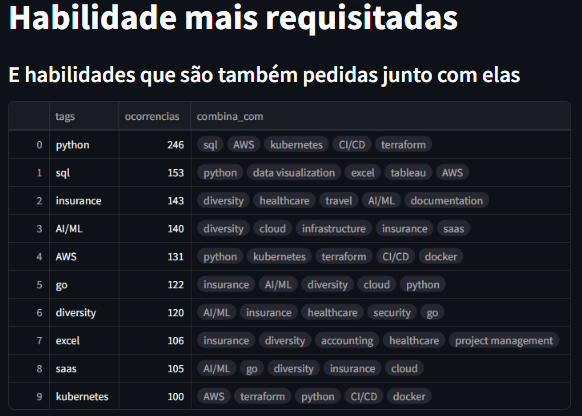 Habilidade mais requisitadas
E habilidades que são também pedidas junto com elas
tags ocorrencias combina_com
0 python 246 sql AWS kubernetes CI/CD terraform
1 sql 153 python data visualization excel tableau AWS
2 insurance 143 diversity healthcare travel AI/ML documentation
3 AI/ML 140 diversity cloud infrastructure insurance saas
4 AWS 131 python kubernetes terraform CI/CD docker
5 go 122 insurance AI/ML diversity cloud python
6 diversity 120 AI/ML insurance healthcare security go
7 excel 106 insurance diversity accounting healthcare project management
8 saas 105 AI/ML go diversity insurance cloud
9 kubernetes 100 AWS terraform python CI/CD docker